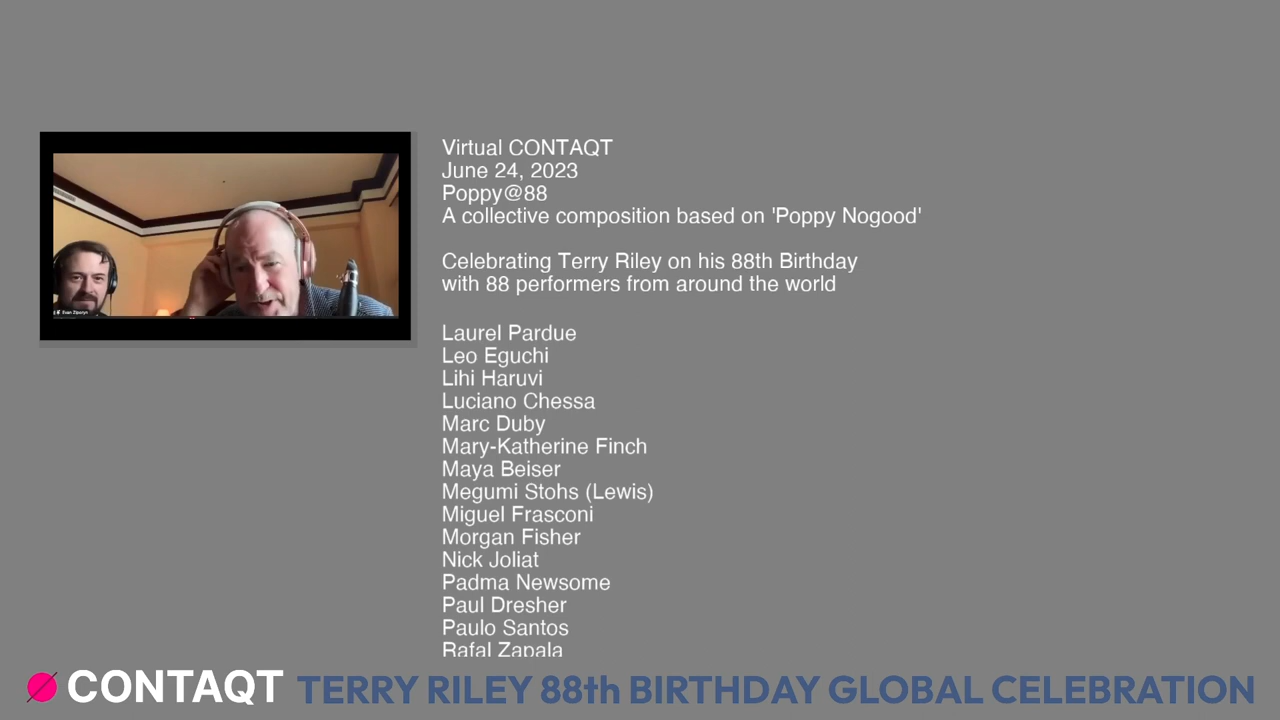 Virtual CONTAQT
June 24, 2023
Poppy@88
A collective composition based on 'Poppy Nogood'
Celebrating Terry Riley on his 88th Birthday
with 88 performers from around the world
Laurel Pardue
Leo Eguchi
Lihi Haruvi
Luciano Chessa
Marc Duby
Mary-Katherine Finch
Maya Beiser
Megumi Stohs (Lewis)
Miguel Frasconi
Morgan Fisher
Nick Joliat
Padma Newsome
Paul Dresher
Paulo Santos
Rafal Zapala
Evan Ziporyn
CONTAQT TERRY RILEY 88th BIRTHDAY GLOBAL CELEBRATION